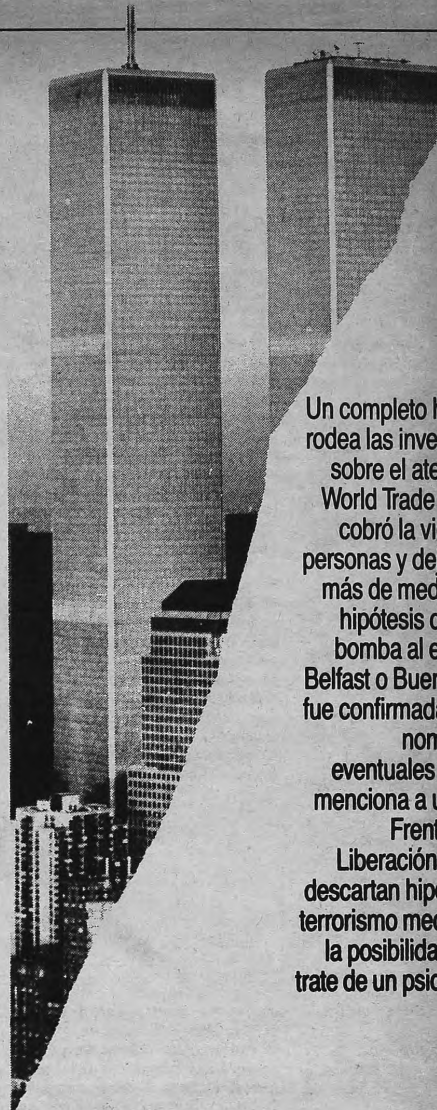 Un completo h
rodea las inve
sobre el ate
World Trade
cobró la vi
personas y de
más de med
hipótesis d
bomba al e
Belfast o Buer
fue confirmada
nom
eventuales
menciona a u
Frent
Liberación
descartan hipó
terrorismo med
la posibilida
trate de un psic